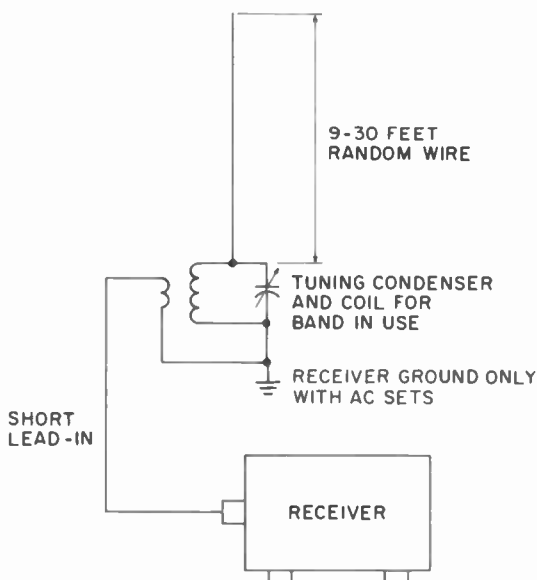 9-30 FEET
RANDOM WIRE
TUNING CONDENSER
AND COIL FOR
BAND IN USE
RECEIVER GROUND ONLY
WITH AC SETS
SHORT
LEAD-IN
RECEIVER